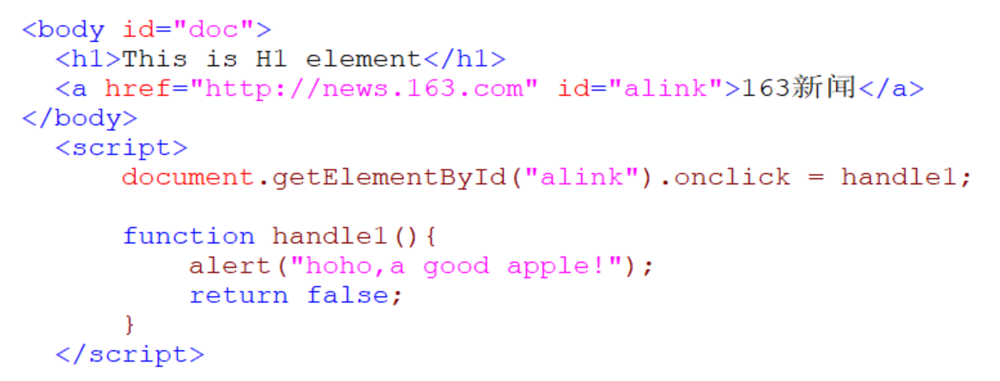 <body id="doc">
<h1>This is H1 element</h1>
<a href="http://news.163.com" id="alink">163新闻</a>
</body>
<script>
document.getElementById("alink").onclick = handle1;
function handle1(){
alert("hoho,a good apple!");
return false;
}
</script>